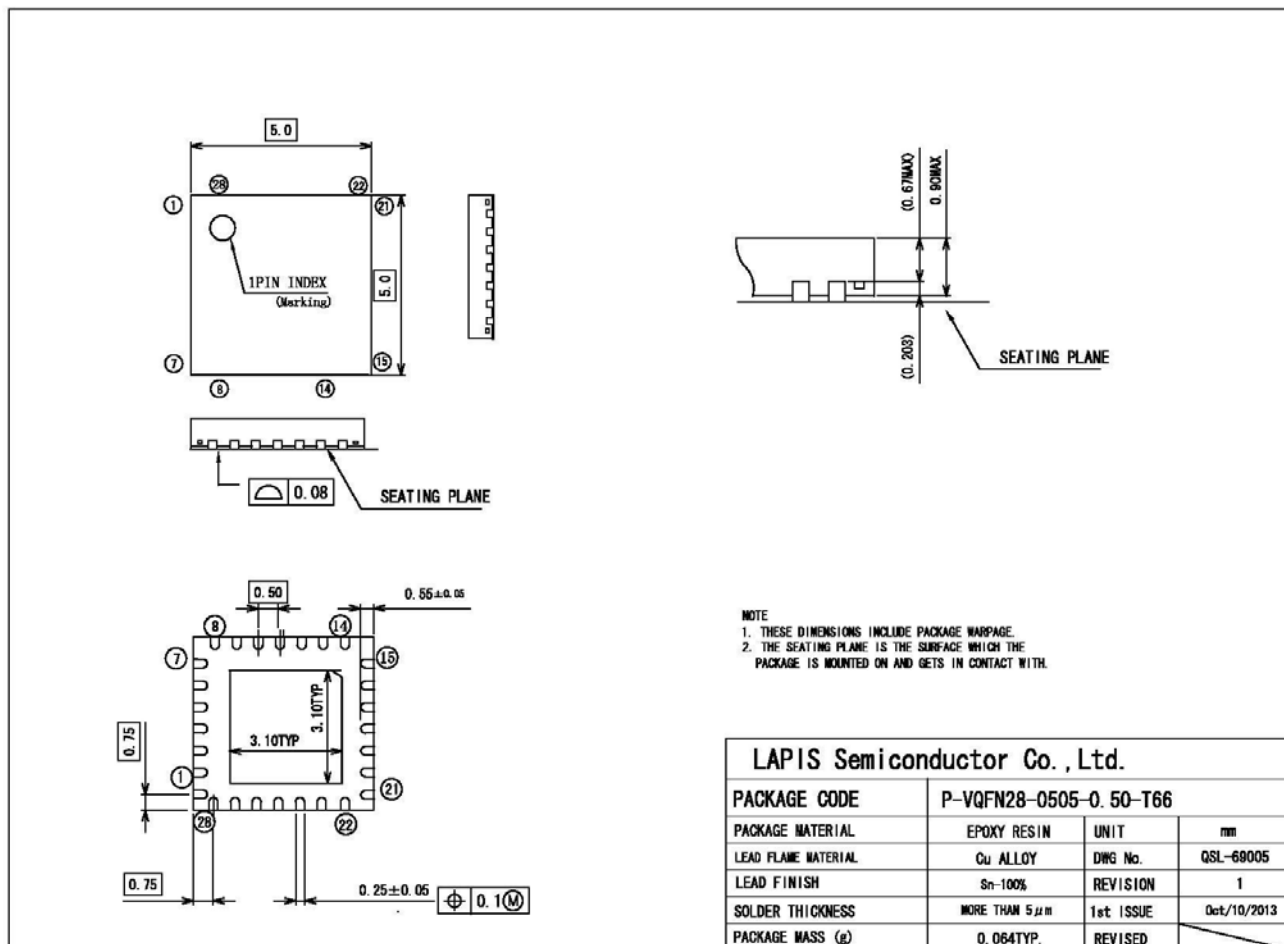 5.0
28
22
1
21
1PIN INDEX
(Marking)
5.0
7
15
8
14
0.08
SEATING PLANE
(0.67MAX)
0.90MAX
(0.203)
SEATING PLANE
0.50
0.55±0.05
8
14
7
15
3.10TYP
3.10TYP
0.75
1
21
28
22
0.75
0.25±0.05
0.1Ⓜ
NOTE
1. THESE DIMENSIONS INCLUDE PACKAGE WARPAGE.
2. THE SEATING PLANE IS THE SURFACE WHICH THE
PACKAGE IS MOUNTED ON AND GETS IN CONTACT WITH.
LAPIS Semiconductor Co.,Ltd.
PACKAGE CODE P-VQFN28-0505-0.50-T66
PACKAGE MATERIAL EPOXY RESIN UNIT mm
LEAD FLAME MATERIAL Cu ALLOY DWG No. QSL-69005
LEAD FINISH Sn-100% REVISION 1
SOLDER THICKNESS MORE THAN 5μm 1st ISSUE Oct/10/2013
PACKAGE MASS (g) 0.064TYP. REVISED